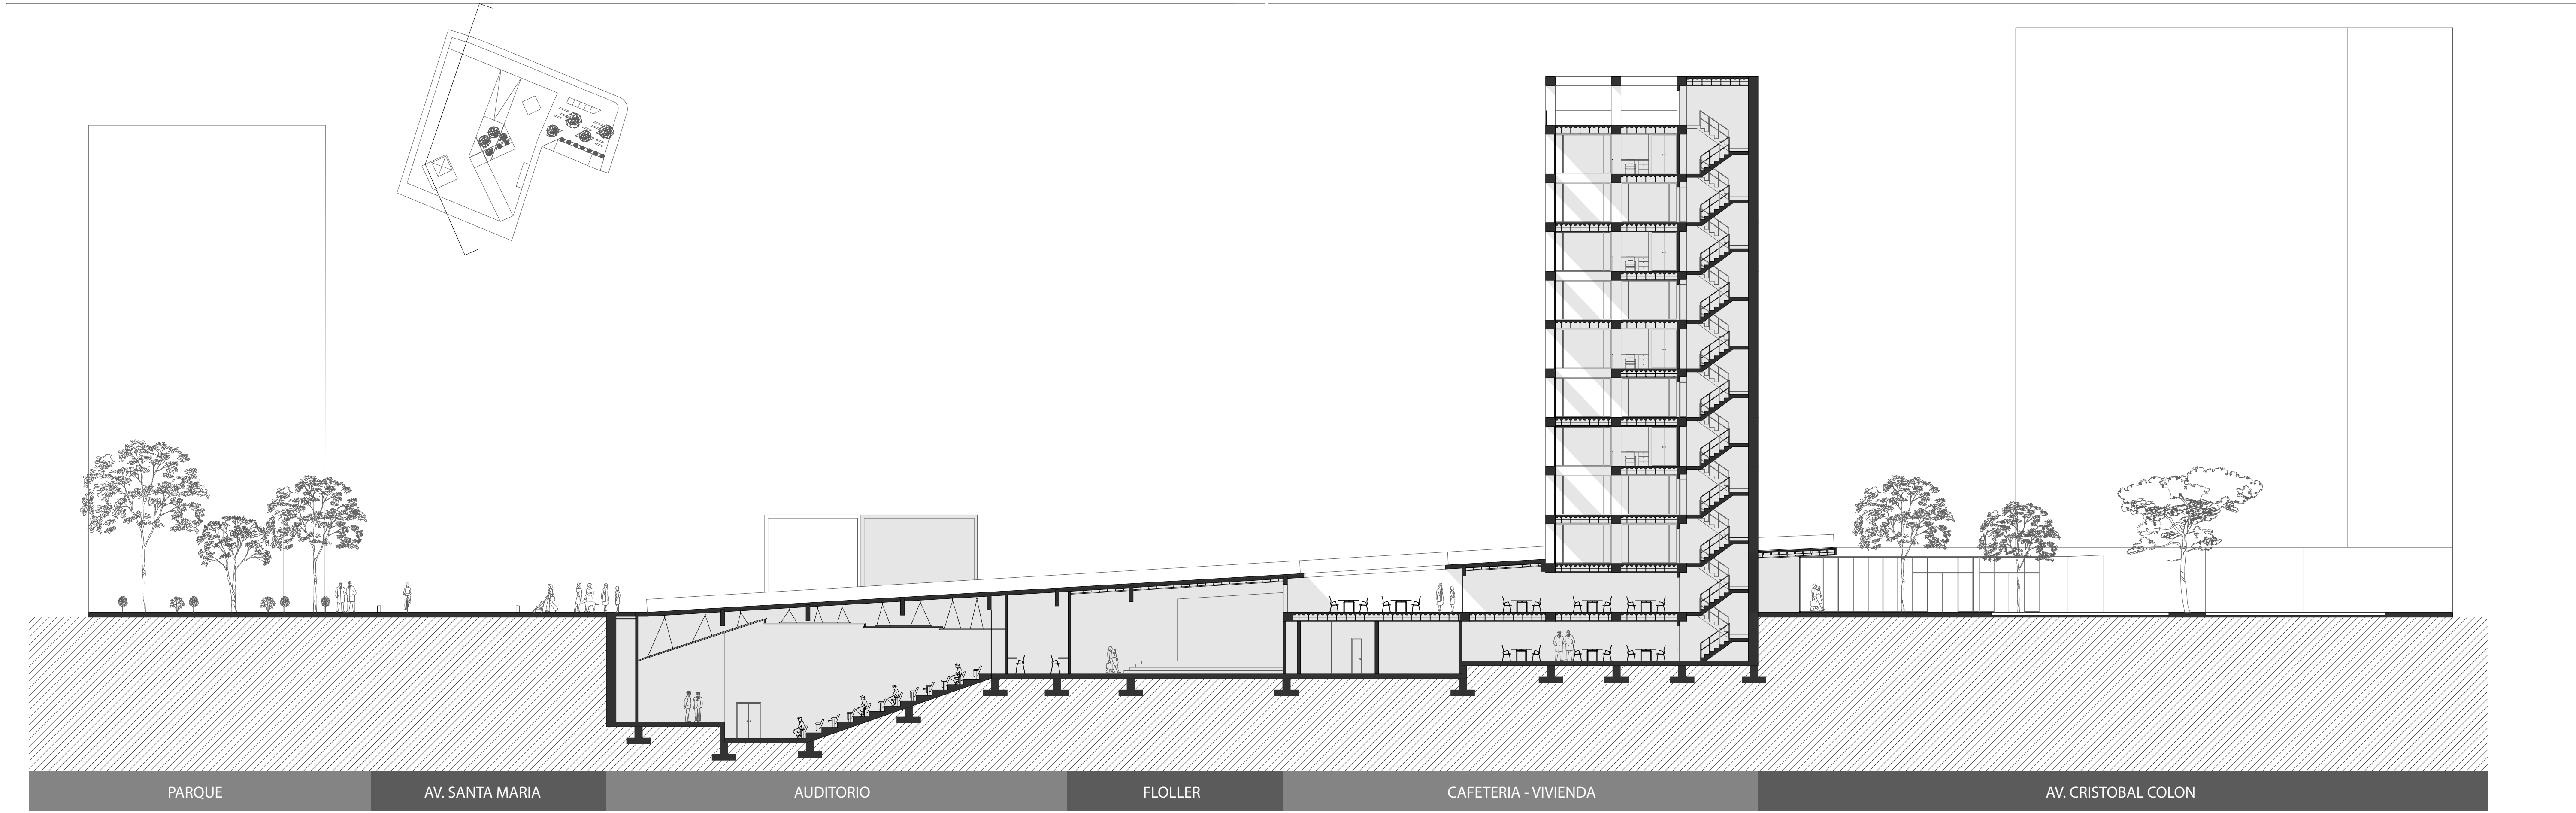 PARQUE
AV. SANTA MARIA
AUDITORIO
FLOLLER
CAFETERIA - VIVIENDA
AV. CRISTOBAL COLON